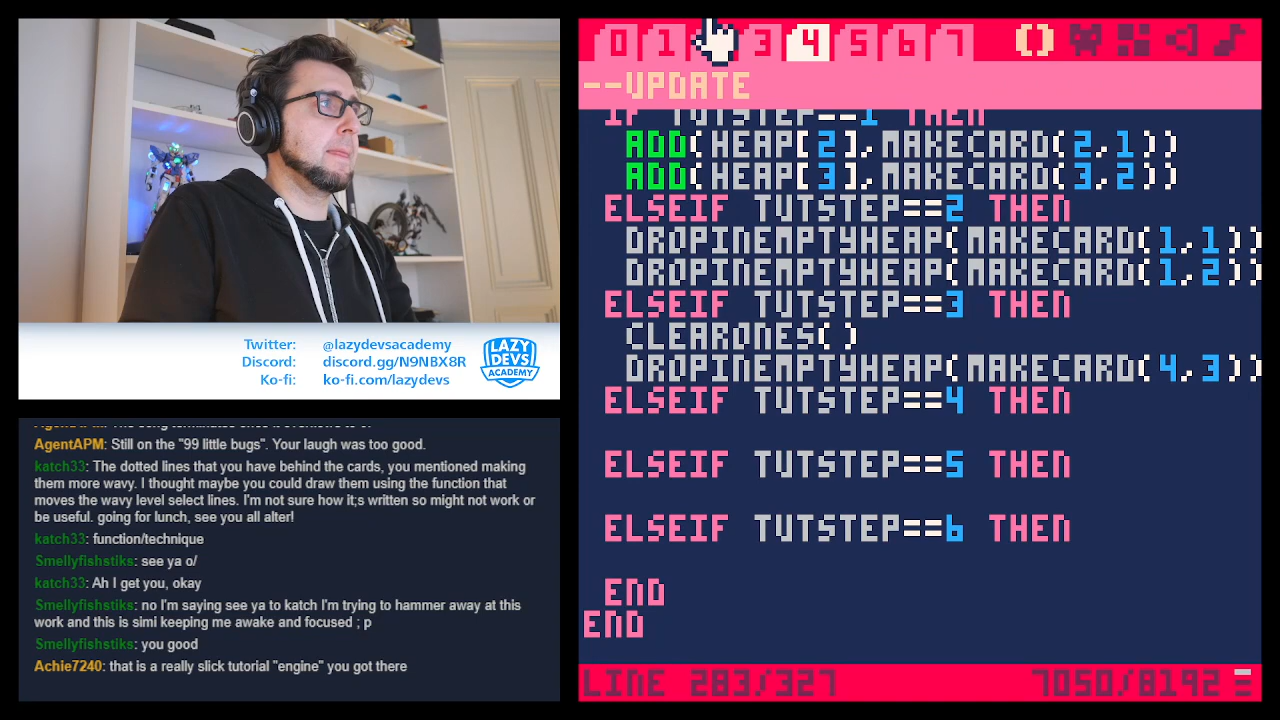 Twitter: @lazydevsacademy
Discord: discord.gg/N9NBX8R
Ko-fi: ko-fi.com/lazydevs
LAZY
DEVS
ACADEMY
AgentAPM: Still on the "99 little bugs". Your laugh was too good.
katch33: The dotted lines that you have behind the cards, you mentioned making
them more wavy. I thought maybe you could draw them using the function that
moves the wavy level select lines. I'm not sure how it;s written so might not work or
be useful. going for lunch, see you all alter!
katch33: function/technique
Smellyfishstiks: see ya o/
katch33: Ah I get you, okay
Smellyfishstiks: no I'm saying see ya to katch I'm trying to hammer away at this
work and this is simi keeping me awake and focused ; p
Smellyfishstiks: you good
Achie7240: that is a really slick tutorial "engine" you got there
0 1 3 4 5 6 7 ()
--UPDATE
IF TUTSTEP==1 THEN
ADD(HEAP[2],MAKECARD(2,1))
ADD(HEAP[3],MAKECARD(3,2))
ELSEIF TUTSTEP==2 THEN
DROPINEMPTYHEAP(MAKECARD(1,1))
DROPINEMPTYHEAP(MAKECARD(1,2))
ELSEIF TUTSTEP==3 THEN
CLEARONES()
DROPINEMPTYHEAP(MAKECARD(4,3))
ELSEIF TUTSTEP==4 THEN
ELSEIF TUTSTEP==5 THEN
ELSEIF TUTSTEP==6 THEN
END
END
LINE 283/327 7050/8192